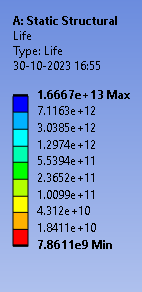 A: Static Structural
Life
Type: Life
30-10-2023 16:55
1.6667e+13 Max
7.1163e+12
3.0385e+12
1.2974e+12
5.5394e+11
2.3652e+11
1.0099e+11
4.312e+10
1.8411e+10
7.8611e9 Min